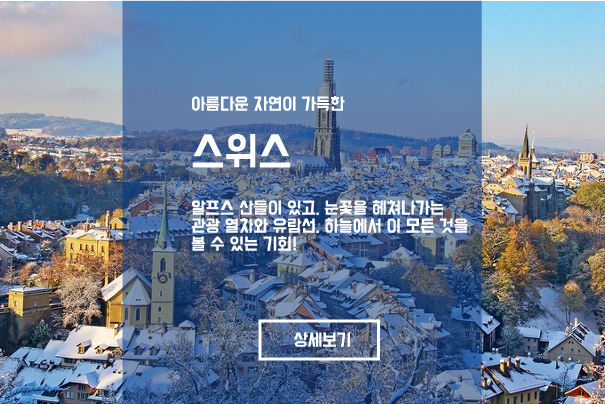 아름다운 자연이 가득한
스위스
알프스 산들이 있고, 눈꽃을 헤쳐나가는
관광 열차와 유람선, 하늘에서 이 모든 것을
볼 수 있는 기회!
상세보기